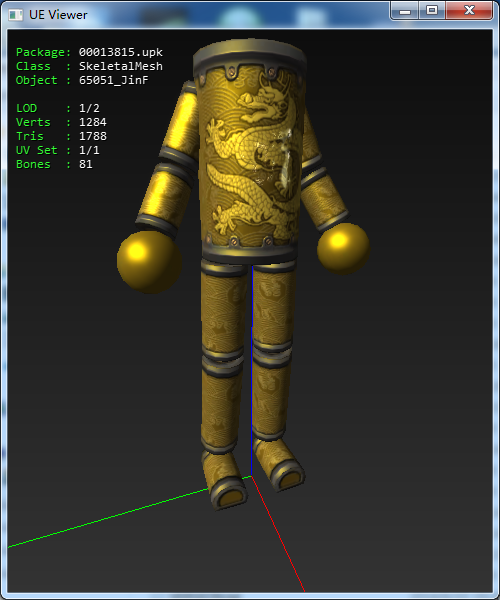 UE Viewer
Package: 00013815.upk
Class  : SkeletalMesh
Object : 65051_JinF
LOD    : 1/2
Verts  : 1284
Tris   : 1788
UV Set : 1/1
Bones  : 81